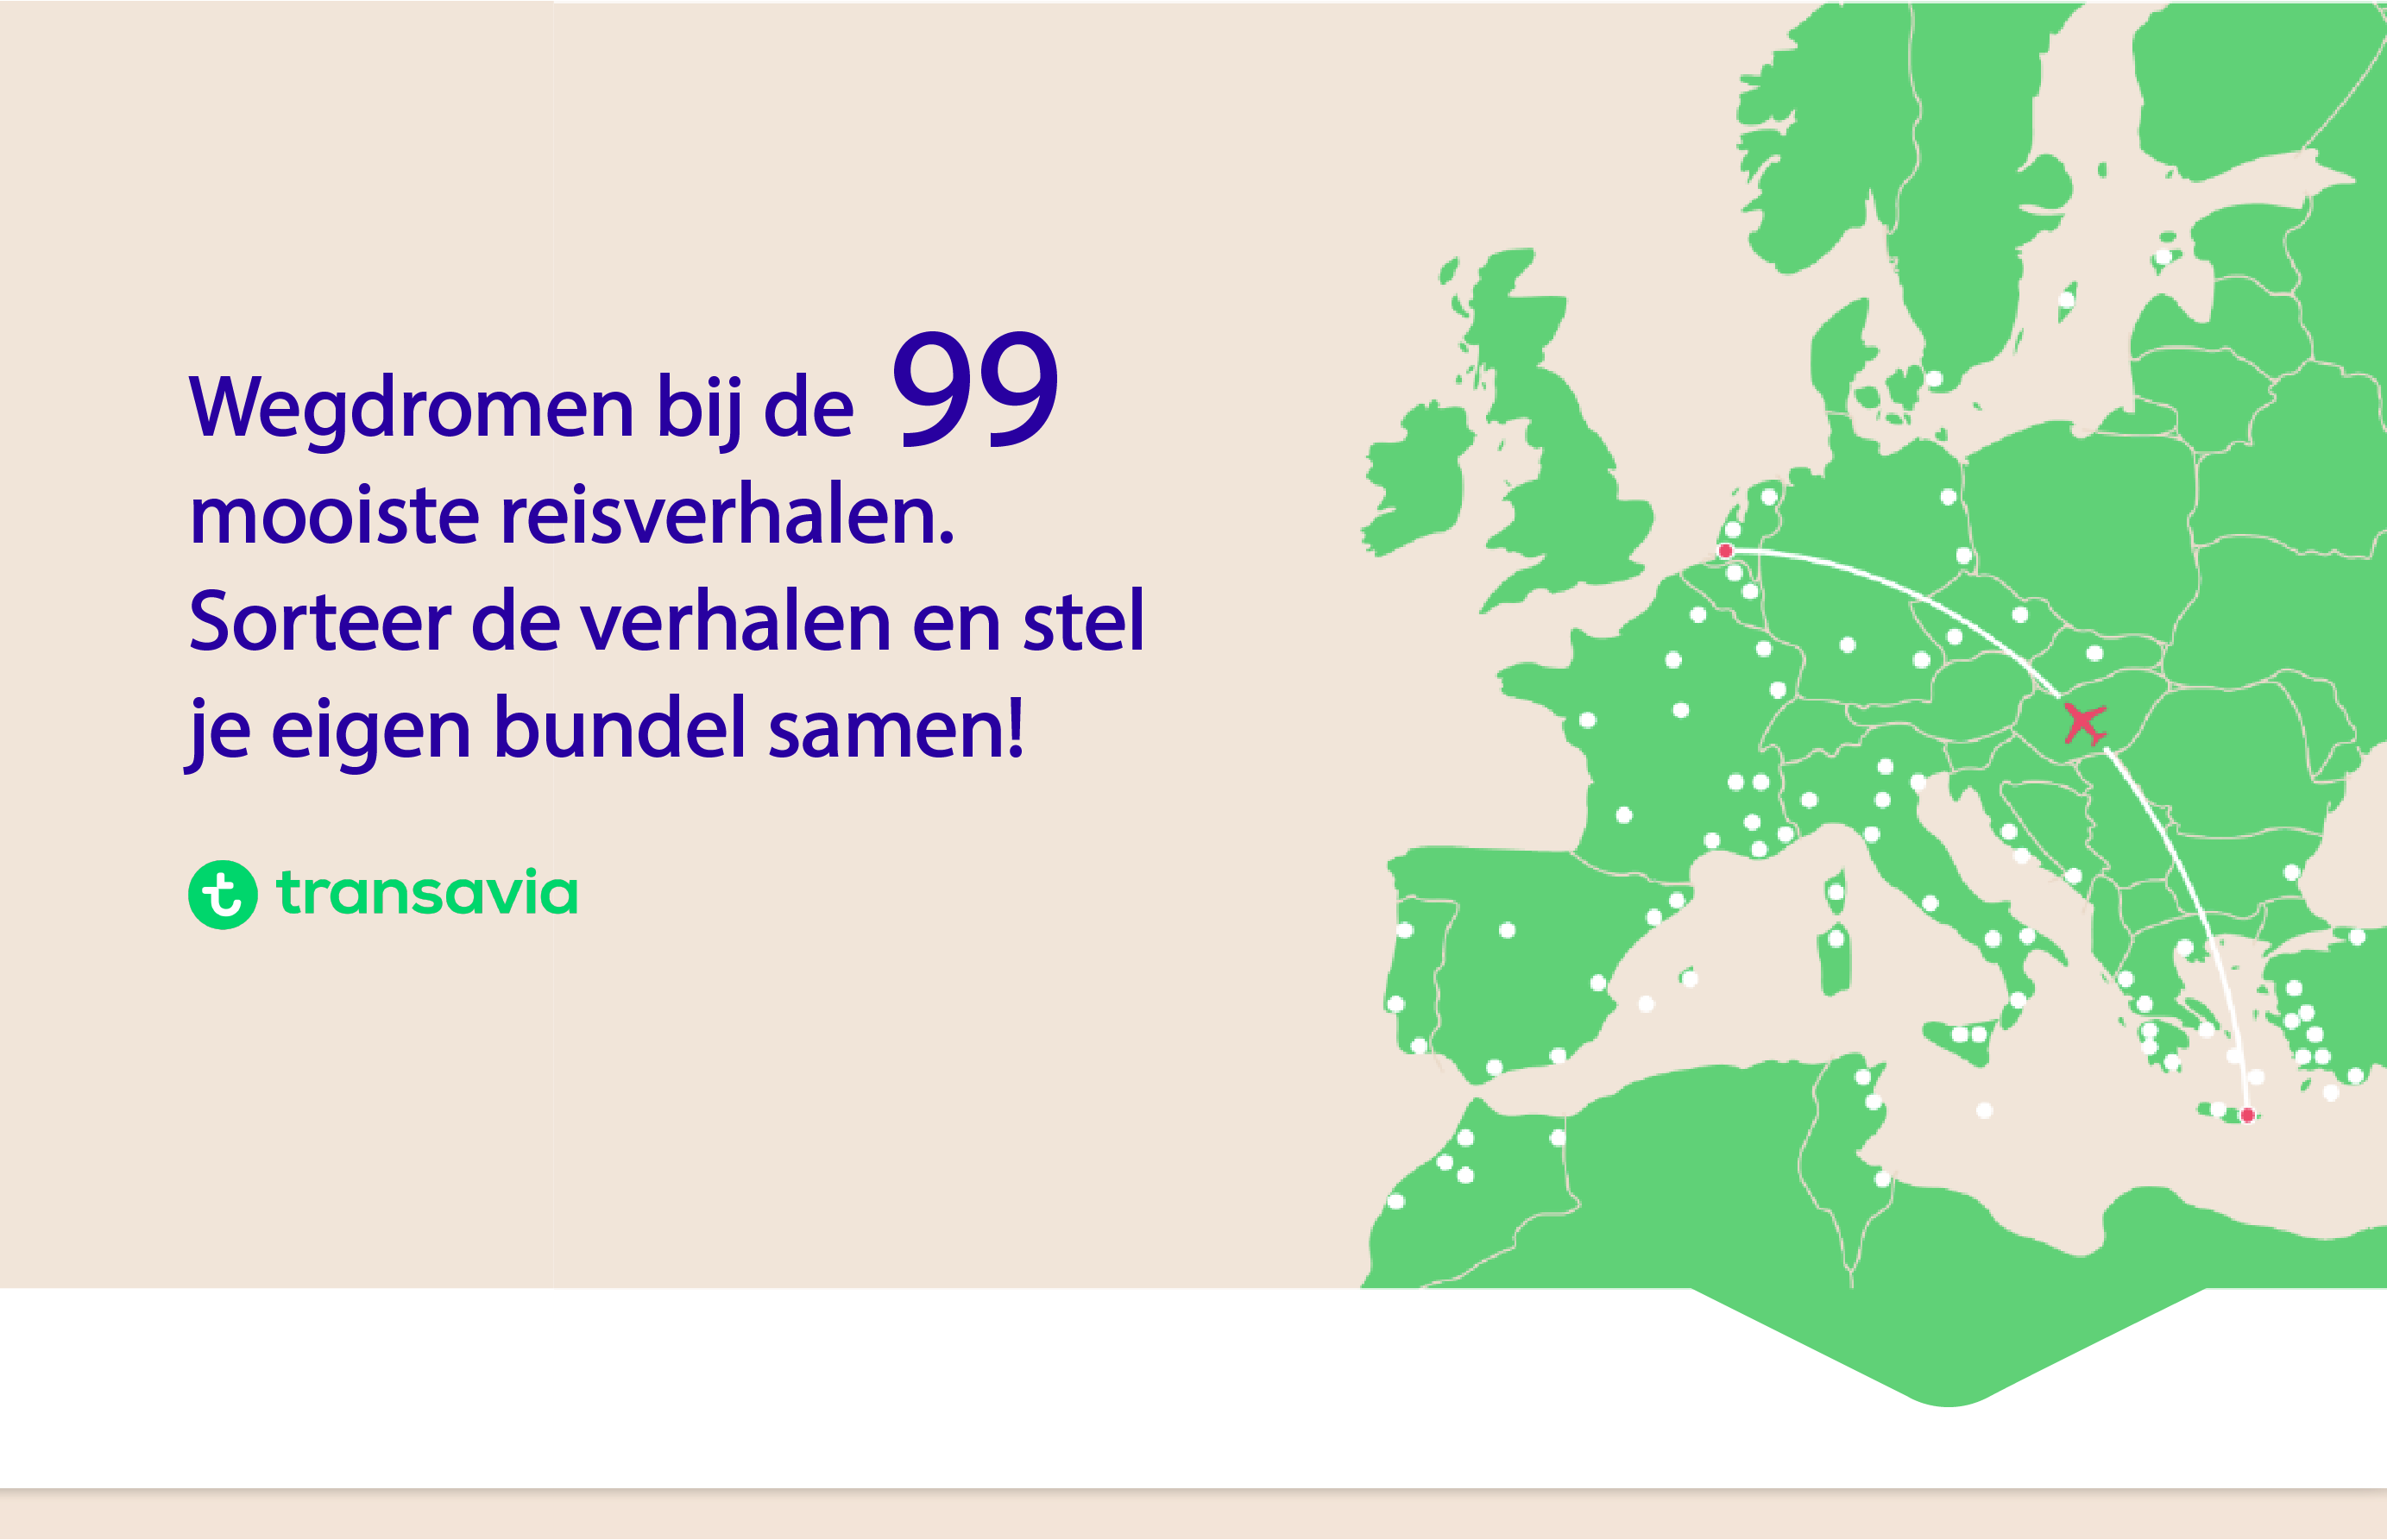 Wegdromen bij de 99
mooiste reisverhalen.
Sorteer de verhalen en stel
je eigen bundel samen!
t transavia